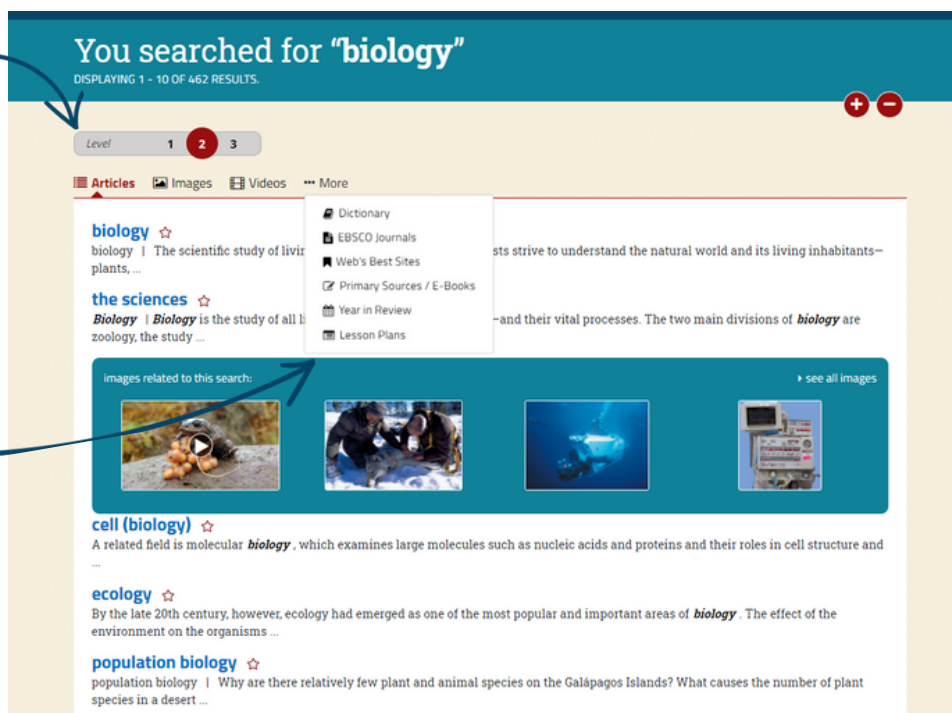 You searched for "biology"
DISPLAYING 1 - 10 OF 462 RESULTS.
+ −
Level 1 2 3
Articles Images Videos ••• More
Dictionary
EBSCO Journals
Web's Best Sites
Primary Sources / E-Books
Year in Review
Lesson Plans
biology
biology | The scientific study of sts strive to understand the natural world and its living inhabitants—
plants, ...
the sciences
Biology | Biology is the study of all —and their vital processes. The two main divisions of biology are
zoology, the study ...
images related to this search: see all images
cell (biology)
A related field is molecular biology , which examines large molecules such as nucleic acids and proteins and their roles in cell structure and
...
ecology
By the late 20th century, however, ecology had emerged as one of the most popular and important areas of biology . The effect of the
environment on the organisms ...
population biology
population biology | Why are there relatively few plant and animal species on the Galápagos Islands? What causes the number of plant
species in a desert ...